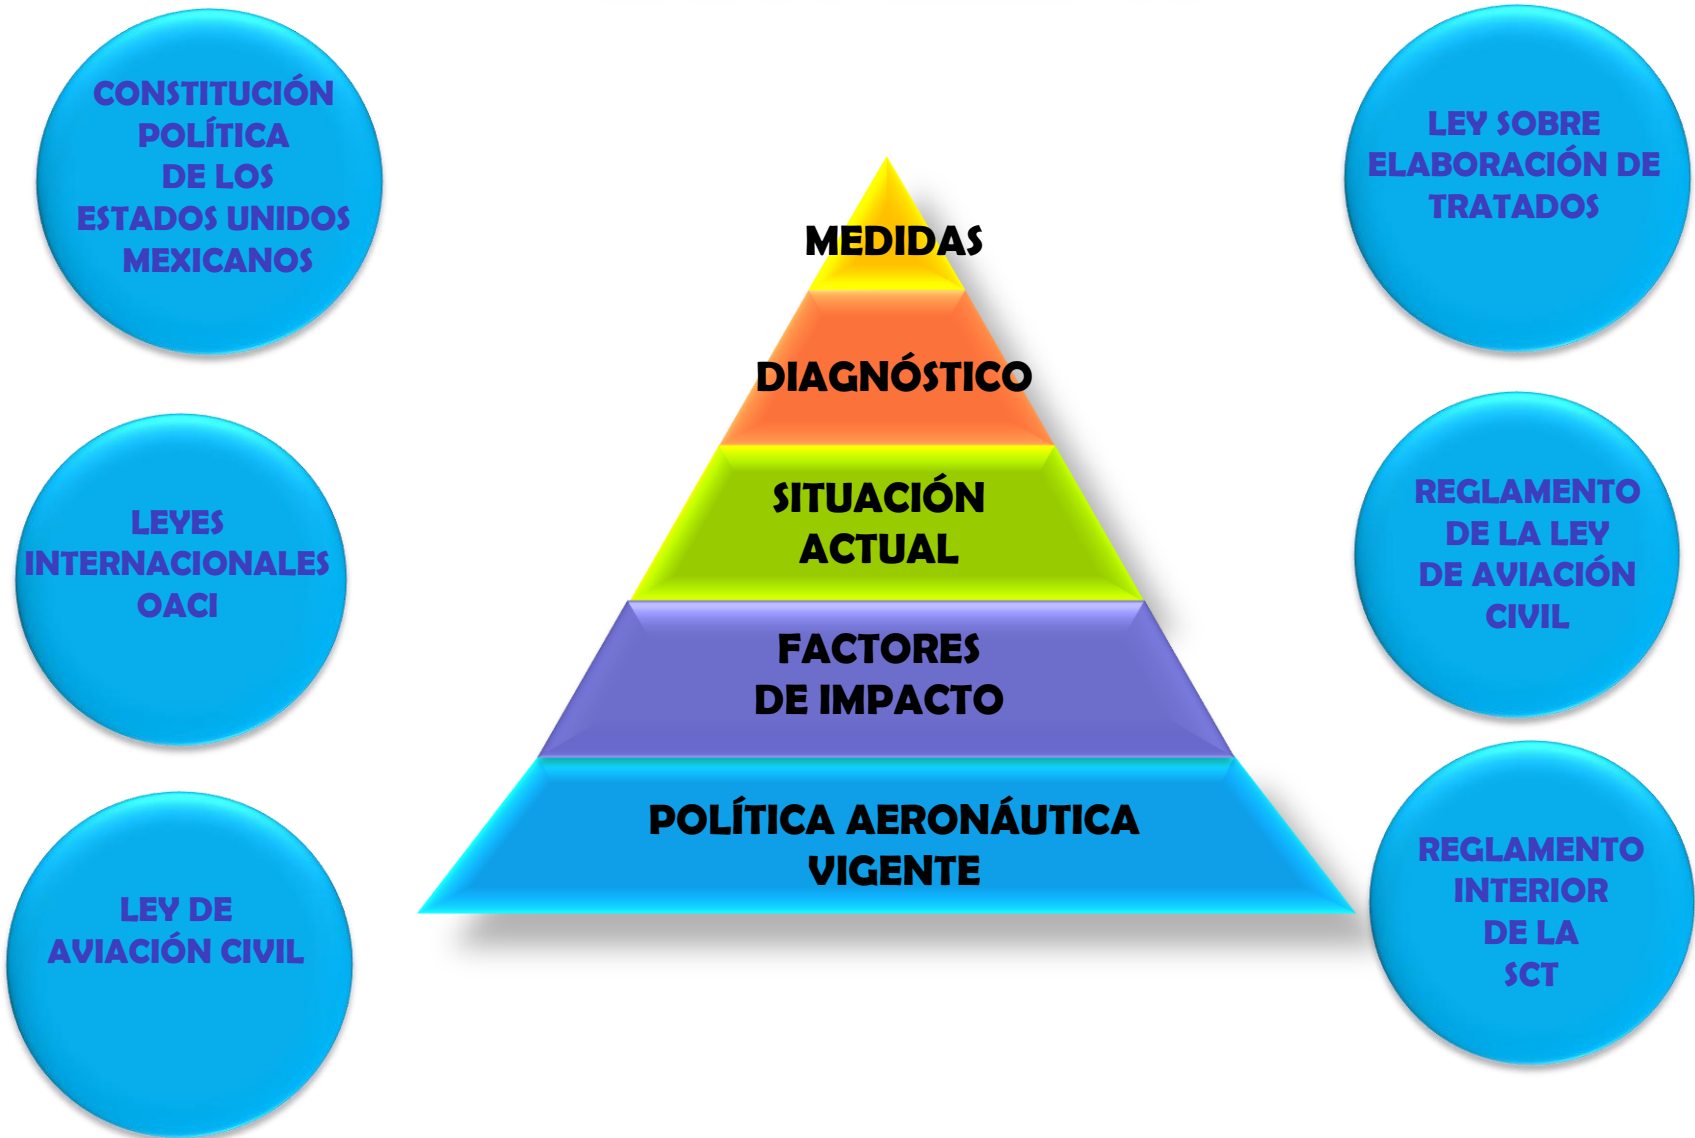 CONSTITUCIÓN
POLÍTICA
DE LOS
ESTADOS UNIDOS
MEXICANOS
LEYES
INTERNACIONALES
OACI
LEY DE
AVIACIÓN CIVIL
MEDIDAS
DIAGNÓSTICO
SITUACIÓN
ACTUAL
FACTORES
DE IMPACTO
POLÍTICA AERONÁUTICA
VIGENTE
LEY SOBRE
ELABORACIÓN DE
TRATADOS
REGLAMENTO
DE LA LEY
DE AVIACIÓN
CIVIL
REGLAMENTO
INTERIOR
DE LA
SCT